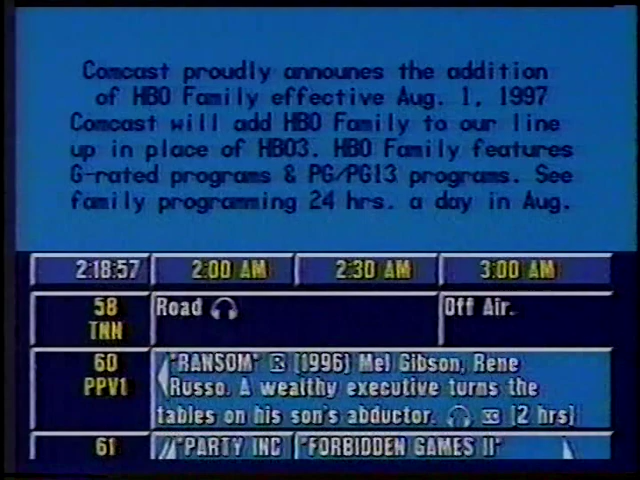 Comcast proudly announes the addition
of HBO Family effective Aug. 1, 1997
Comcast will add HBO Family to our line
up in place of HBO3. HBO Family features
G-rated programs & PG/PG13 programs. See
family programming 24 hrs. a day in Aug.
2:18:57 2:00 AM 2:30 AM 3:00 AM
58 Road Off Air.
TNN
60 "RANSOM" R (1996) Mel Gibson, Rene
PPV1 Russo. A wealthy executive turns the
tables on his son's abductor. (2 hrs)
61 "PARTY INC "FORBIDDEN GAMES II"